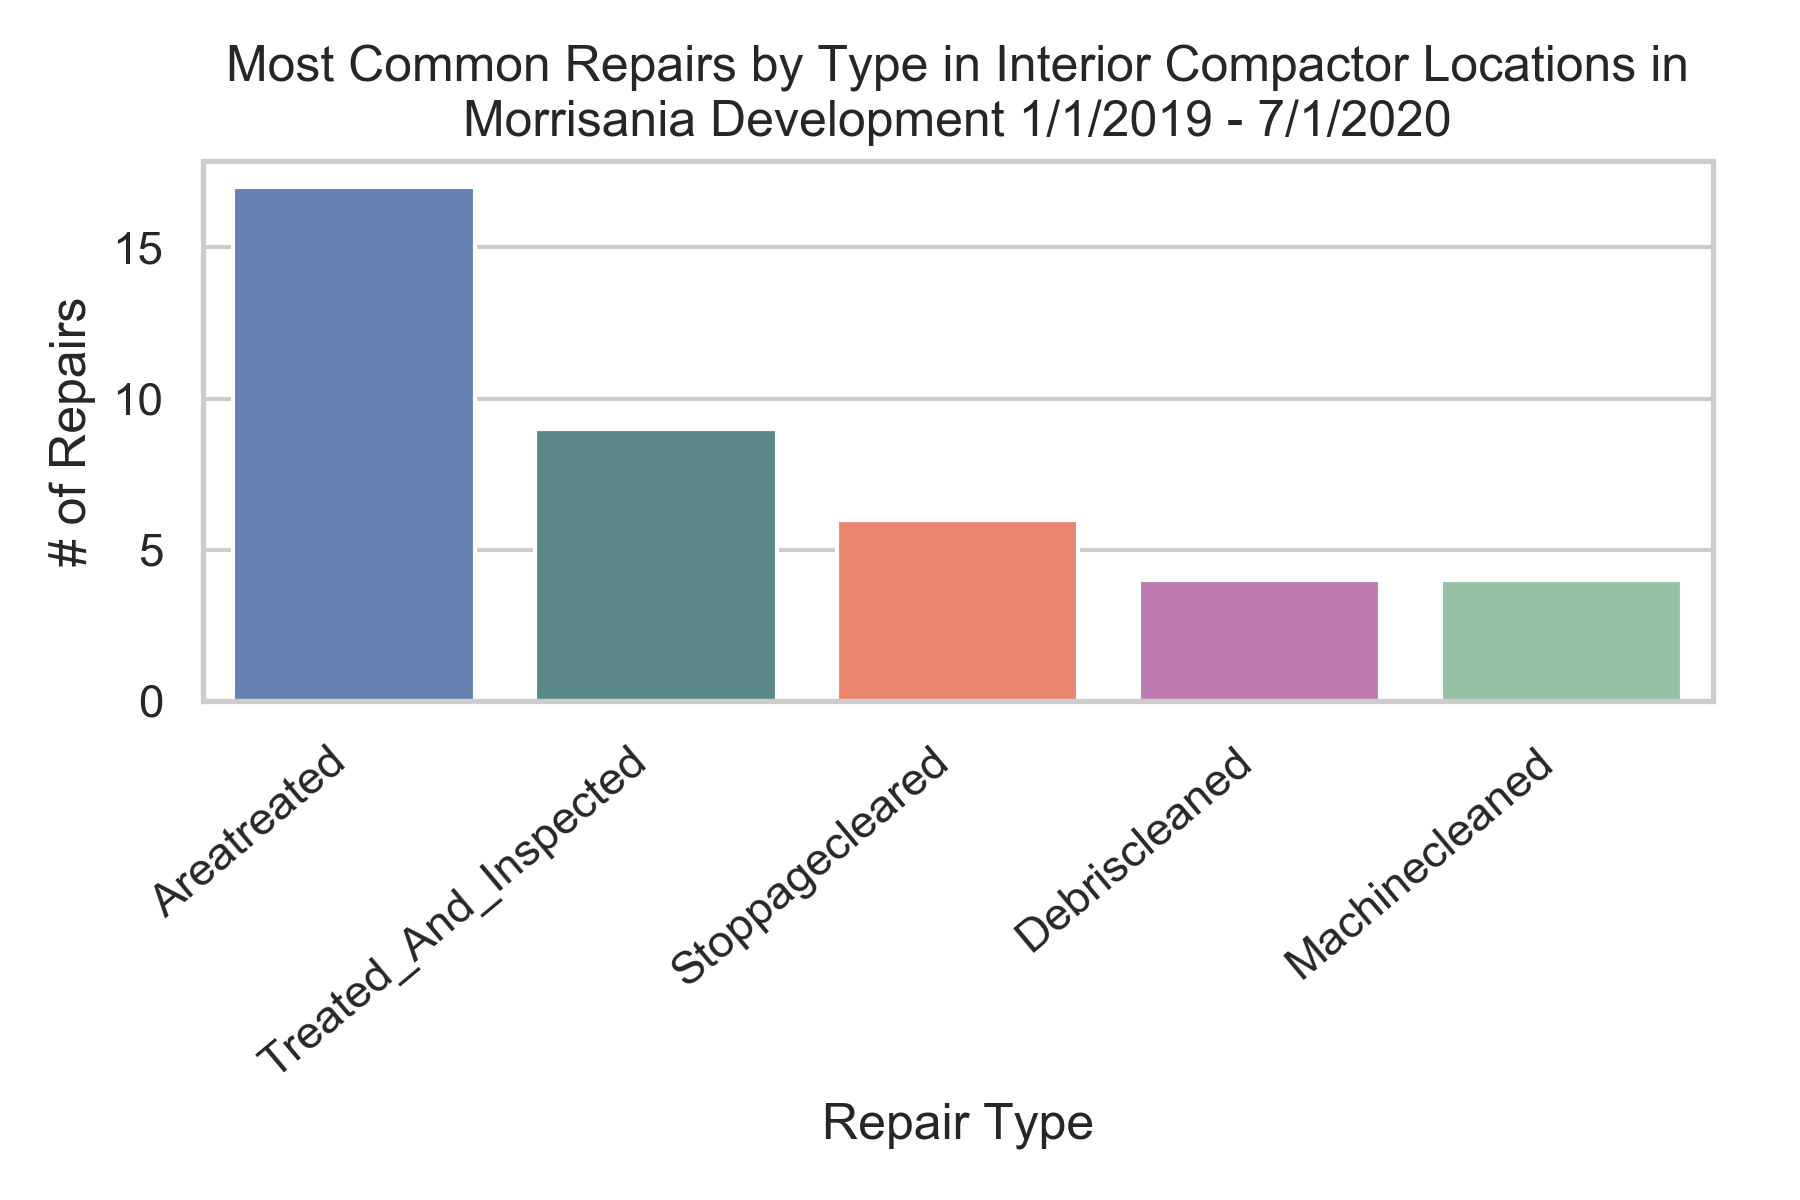 Most Common Repairs by Type in Interior Compactor Locations in
Morrisania Development 1/1/2019 - 7/1/2020
# of Repairs
15
10
5
0
Areatreated
Treated_And_Inspected
Stoppagecleared
Debriscleaned
Machinecleaned
Repair Type